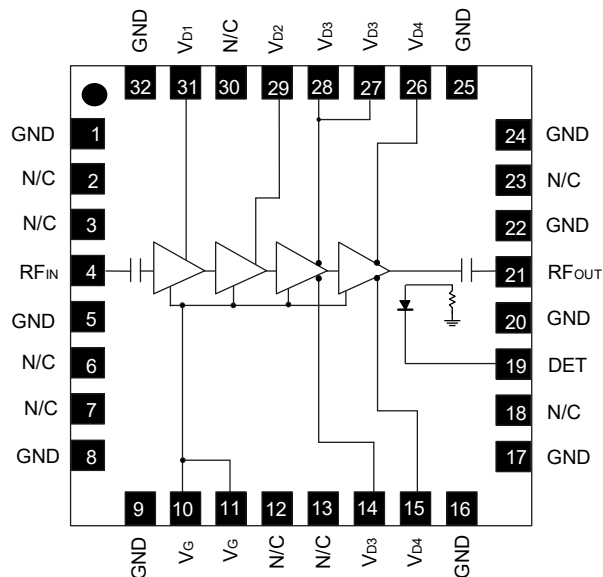 GND
VD1
N/C
VD2
VD3
VD3
VD4
GND
32 31 30 29 28 27 26 25
GND 1
N/C 2
N/C 3
RFIN 4
GND 5
N/C 6
N/C 7
GND 8
24 GND
23 N/C
22 GND
21 RFOUT
20 GND
19 DET
18 N/C
17 GND
9 10 11 12 13 14 15 16
GND
VG
VG
N/C
N/C
VD3
VD4
GND